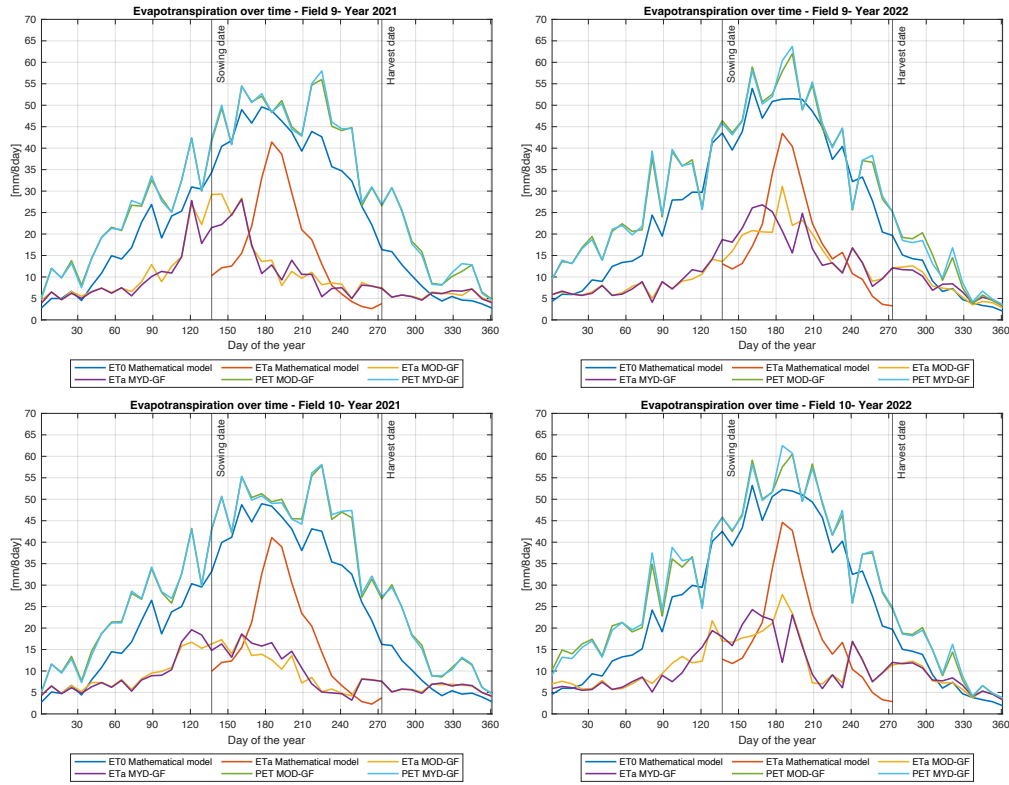 Evapotranspiration over time - Field 9- Year 2021
[mm/8day]
70
65
60
55
50
45
40
35
30
25
20
15
10
5
0
Sowing date
Harvest date
30 60 90 120 150 180 210 240 270 300 330 360
Day of the year
ET0 Mathematical model ETa Mathematical model ETa MOD-GF
ETa MYD-GF PET MOD-GF PET MYD-GF
Evapotranspiration over time - Field 9- Year 2022
[mm/8day]
70
65
60
55
50
45
40
35
30
25
20
15
10
5
0
Sowing date
Harvest date
30 60 90 120 150 180 210 240 270 300 330 360
Day of the year
ET0 Mathematical model ETa Mathematical model ETa MOD-GF
ETa MYD-GF PET MOD-GF PET MYD-GF
Evapotranspiration over time - Field 10- Year 2021
[mm/8day]
70
65
60
55
50
45
40
35
30
25
20
15
10
5
0
Sowing date
Harvest date
30 60 90 120 150 180 210 240 270 300 330 360
Day of the year
ET0 Mathematical model ETa Mathematical model ETa MOD-GF
ETa MYD-GF PET MOD-GF PET MYD-GF
Evapotranspiration over time - Field 10- Year 2022
[mm/8day]
70
65
60
55
50
45
40
35
30
25
20
15
10
5
0
Sowing date
Harvest date
30 60 90 120 150 180 210 240 270 300 330 360
Day of the year
ET0 Mathematical model ETa Mathematical model ETa MOD-GF
ETa MYD-GF PET MOD-GF PET MYD-GF